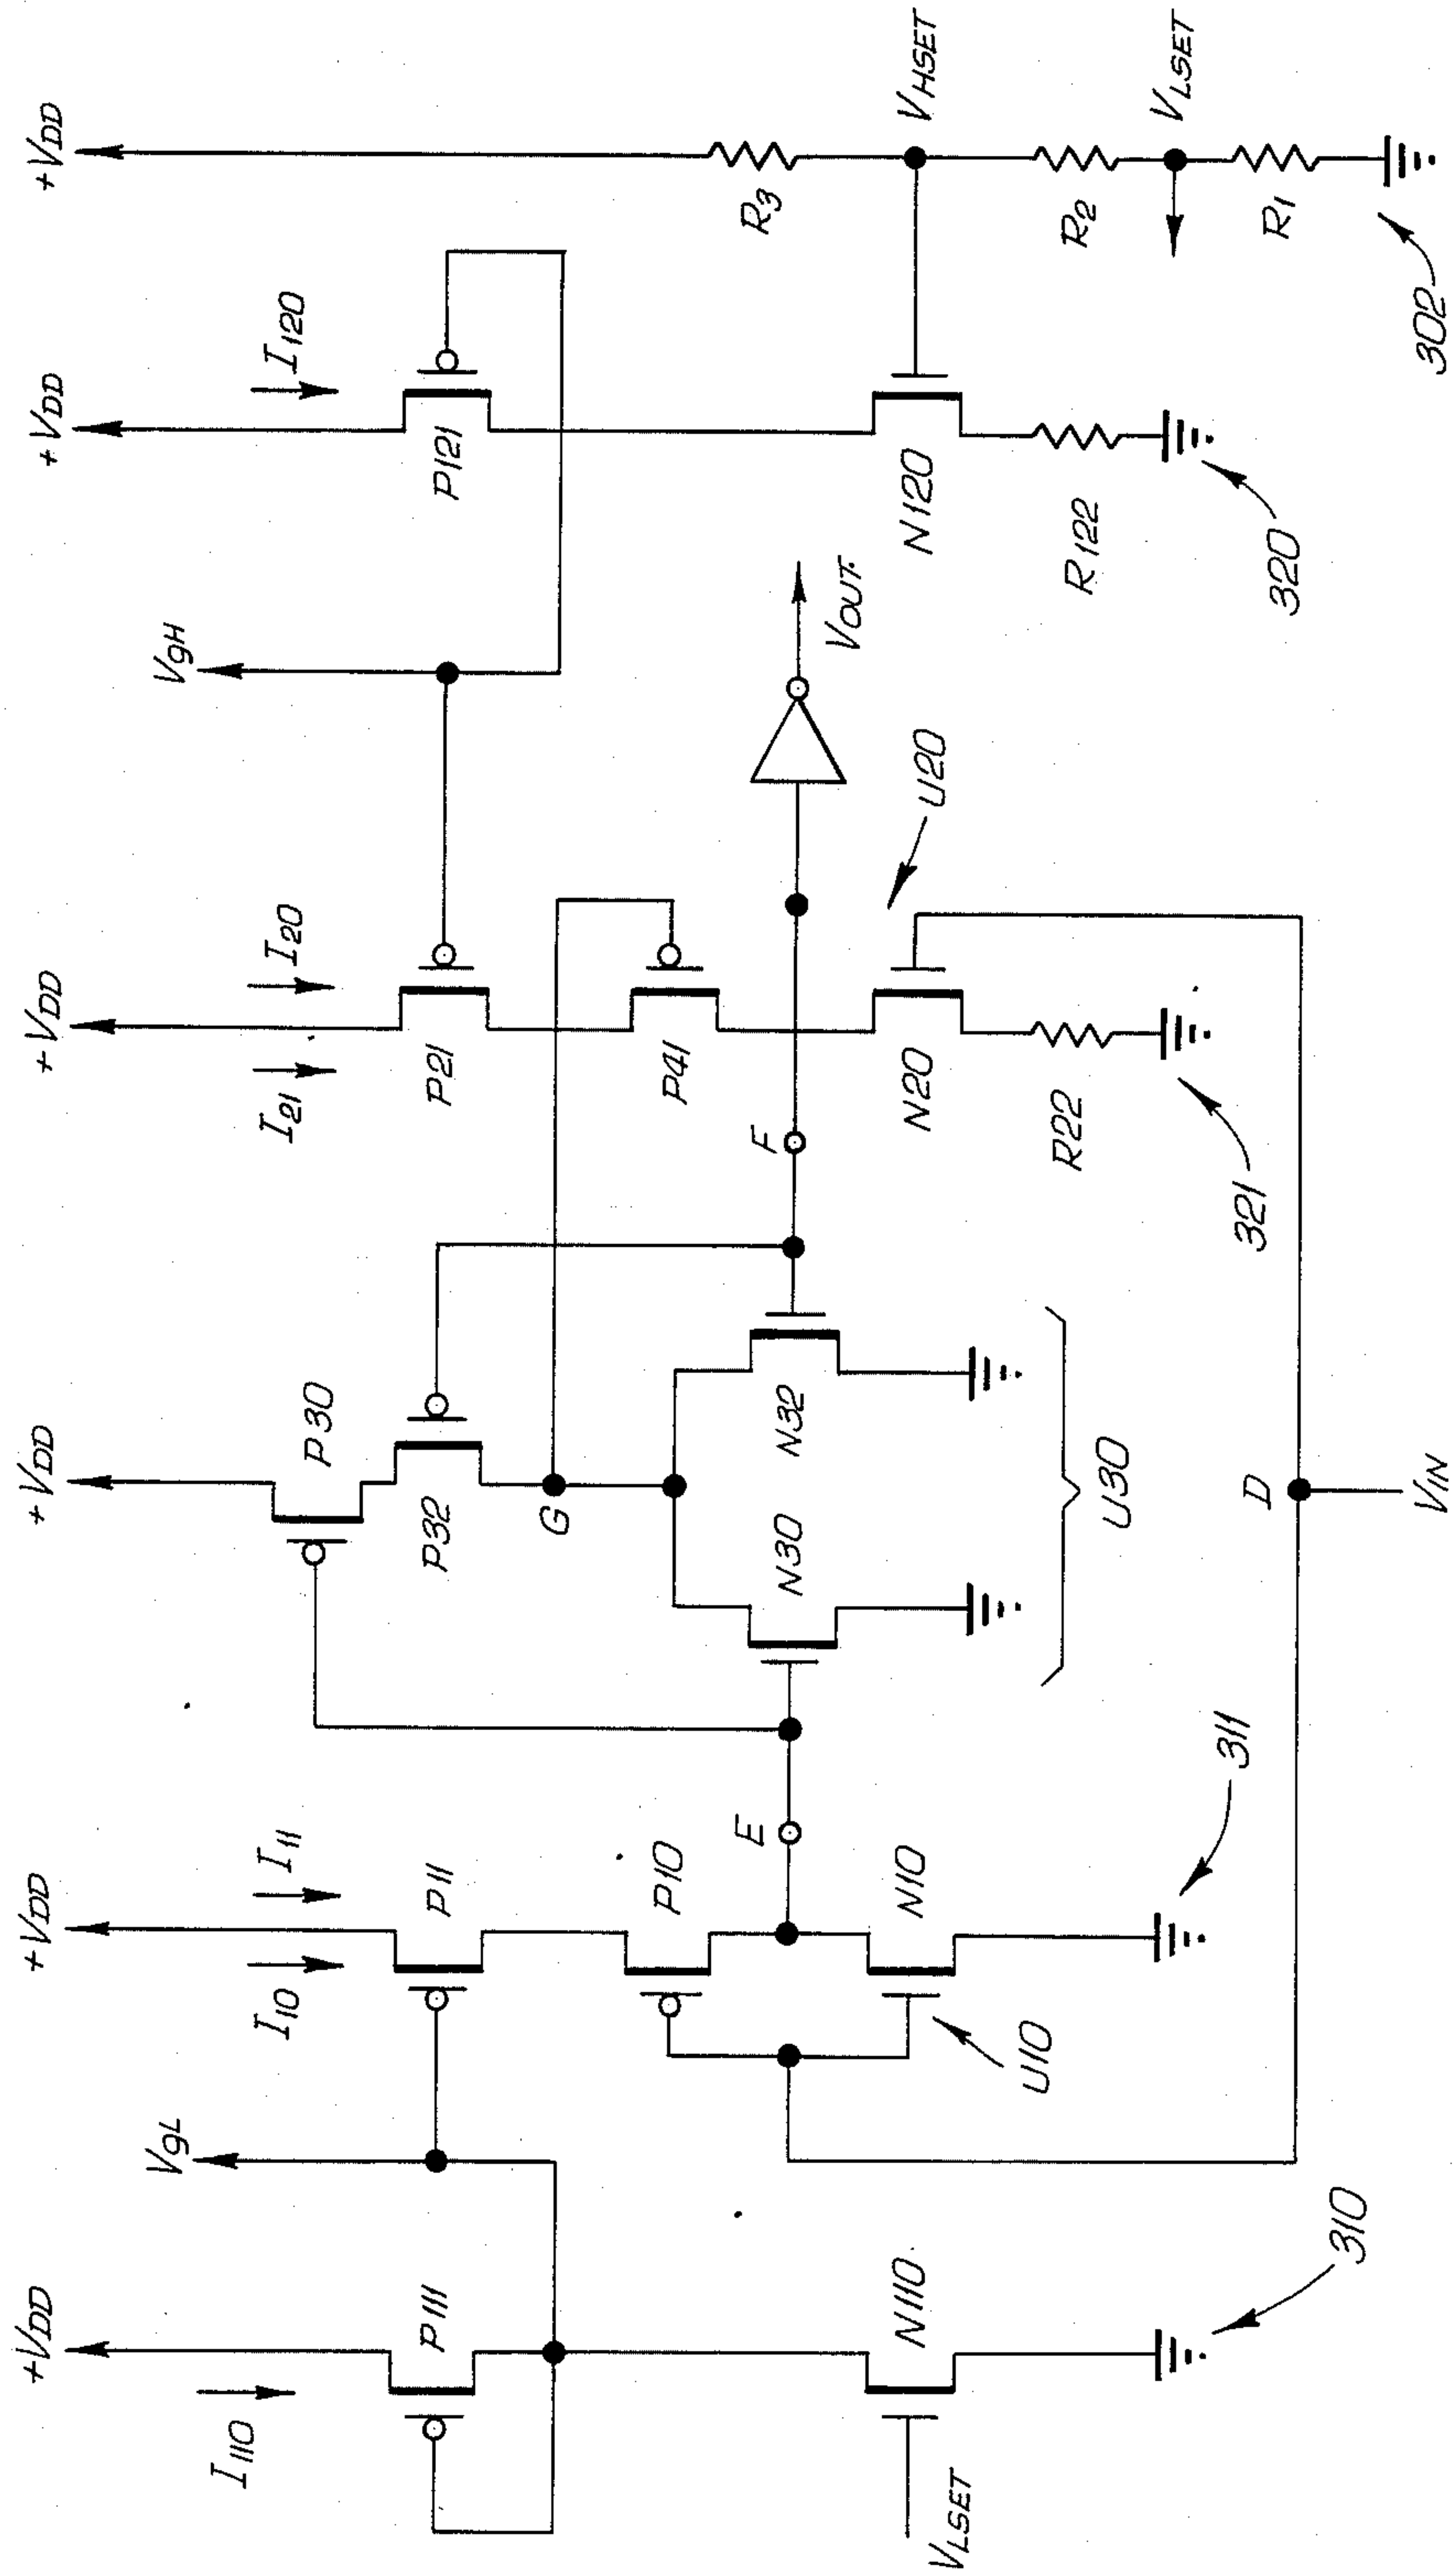 +VDD
+VDD
+VDD
+VDD
+VDD
+VDD
I110
P111
VgL
I10
I11
P11
P30
P32
I21
I20
P21
VgH
I120
P121
R3
VHSET
G
P10
E
F
P41
VOUT
VLSET
N110
N10
U10
N30
N32
N20
U20
N120
R2
VLSET
R22
R122
R1
310
311
U30
321
320
302
D
VIN